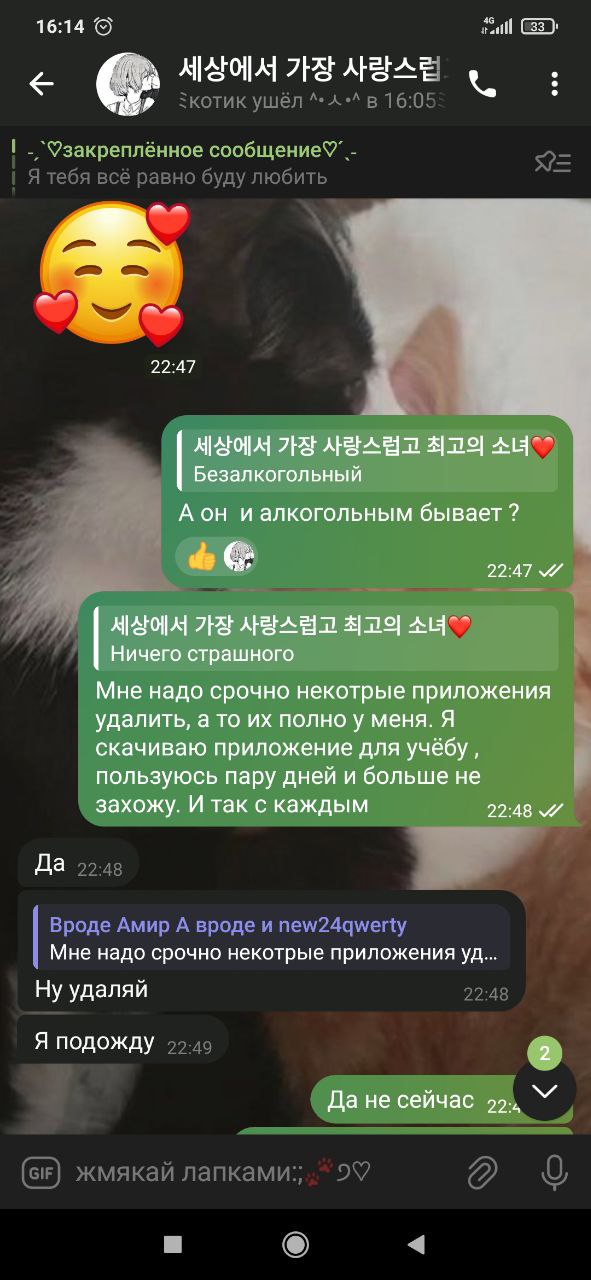 16:14
4G
33
세상에서 가장 사랑스럽
котик ушёл ^•ㅅ•^ в 16:05
-ˏˋ♡закреплённое сообщение♡ˊˎ-
Я тебя всё равно буду любить
22:47
세상에서 가장 사랑스럽고 최고의 소녀❤️
Безалкогольный
А он и алкогольным бывает ?
22:47
세상에서 가장 사랑스럽고 최고의 소녀❤️
Ничего страшного
Мне надо срочно некотрые приложения
удалить, а то их полно у меня. Я
скачиваю приложение для учёбу ,
пользуюсь пару дней и больше не
захожу. И так с каждым
22:48
Да 22:48
Вроде Амир А вроде и new24qwerty
Мне надо срочно некотрые приложения уд...
Ну удаляй
22:48
Я подожду 22:49
2
Да не сейчас 22:4
GIF жмякай лапками:;🐾୨♡